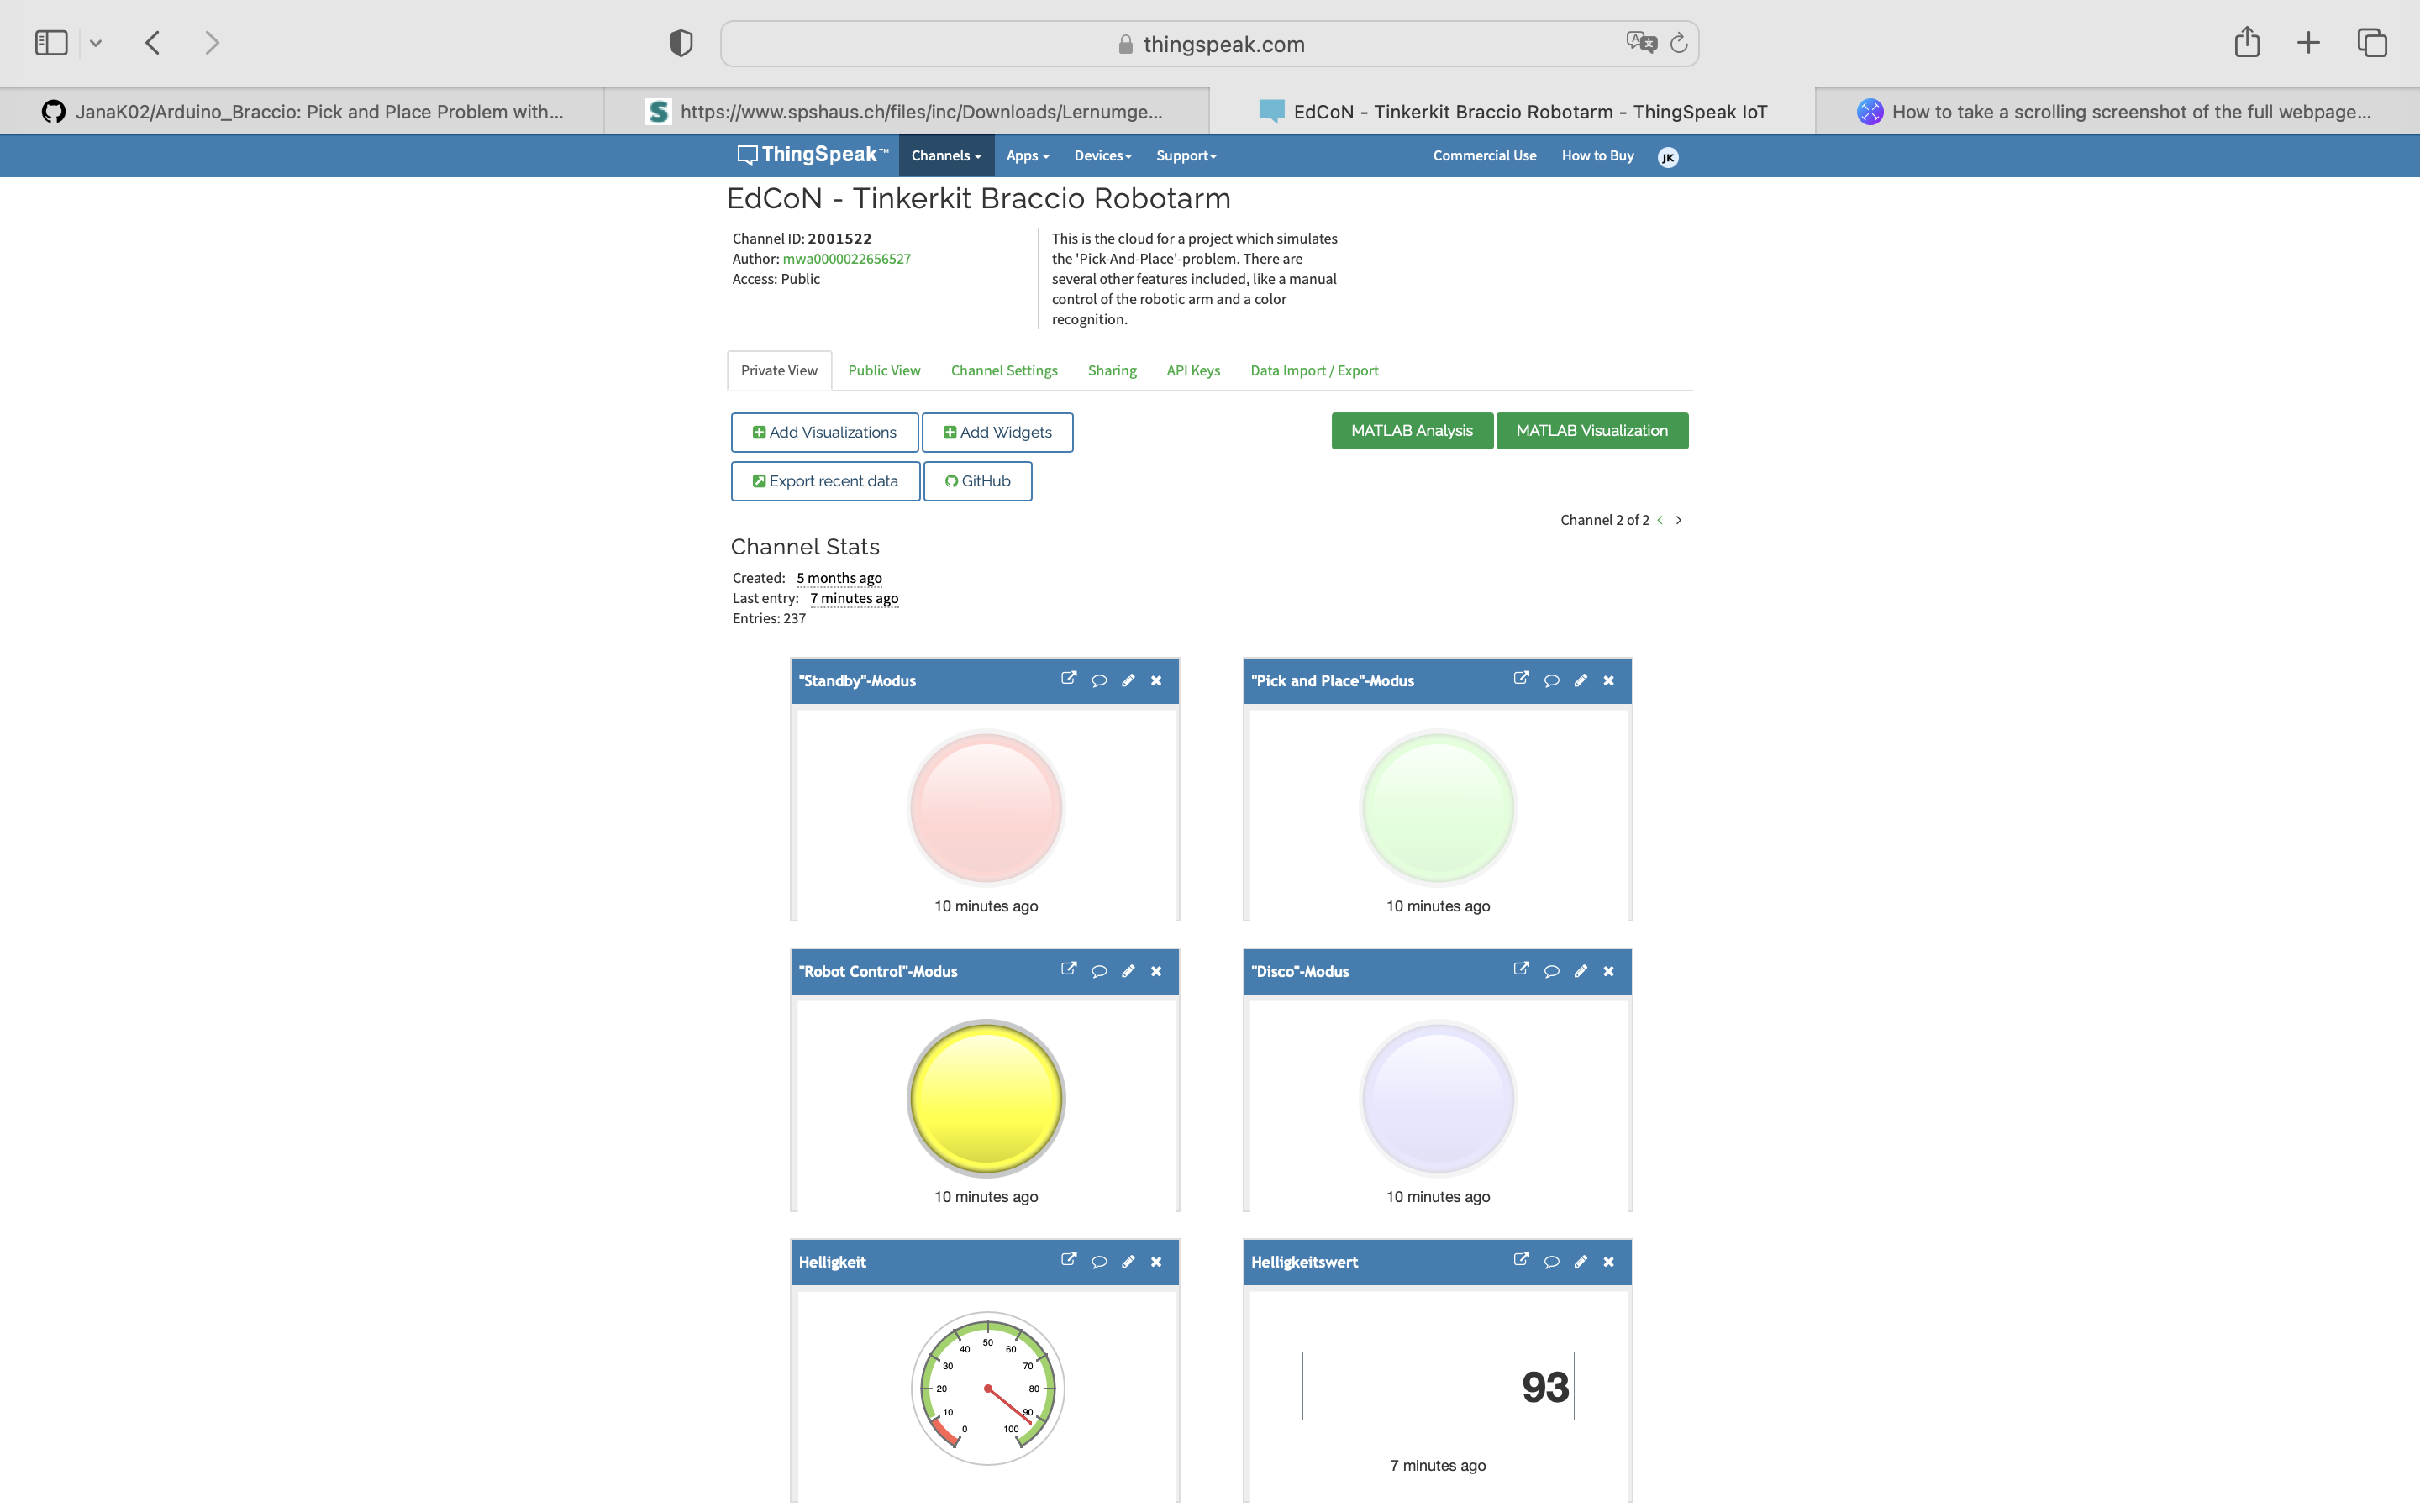 thingspeak.com
JanaK02/Arduino_Braccio: Pick and Place Problem with...
https://www.spshaus.ch/files/inc/Downloads/Lernumge...
EdCoN - Tinkerkit Braccio Robotarm - ThingSpeak IoT
How to take a scrolling screenshot of the full webpage...
ThingSpeak™ Channels Apps Devices Support Commercial Use How to Buy JK
EdCoN - Tinkerkit Braccio Robotarm
Channel ID: 2001522
Author: mwa0000022656527
Access: Public
This is the cloud for a project which simulates
the 'Pick-And-Place'-problem. There are
several other features included, like a manual
control of the robotic arm and a color
recognition.
Private View Public View Channel Settings Sharing API Keys Data Import / Export
Add Visualizations Add Widgets MATLAB Analysis MATLAB Visualization
Export recent data GitHub
Channel 2 of 2 < >
Channel Stats
Created: 5 months ago
Last entry: 7 minutes ago
Entries: 237
"Standby"-Modus
10 minutes ago
"Pick and Place"-Modus
10 minutes ago
"Robot Control"-Modus
10 minutes ago
"Disco"-Modus
10 minutes ago
Helligkeit
0 10 20 30 40 50 60 70 80 90 100
Helligkeitswert
93
7 minutes ago